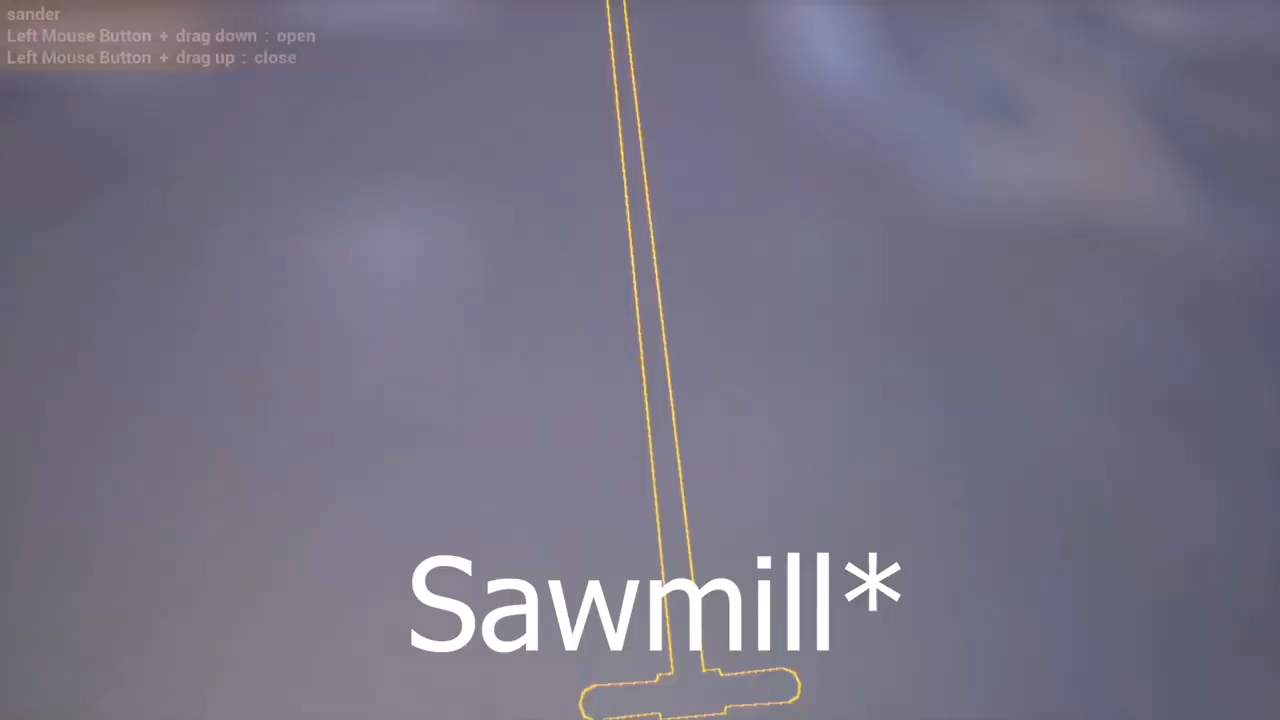 sander
Left Mouse Button + drag down : open
Left Mouse Button + drag up : close
Sawmill*